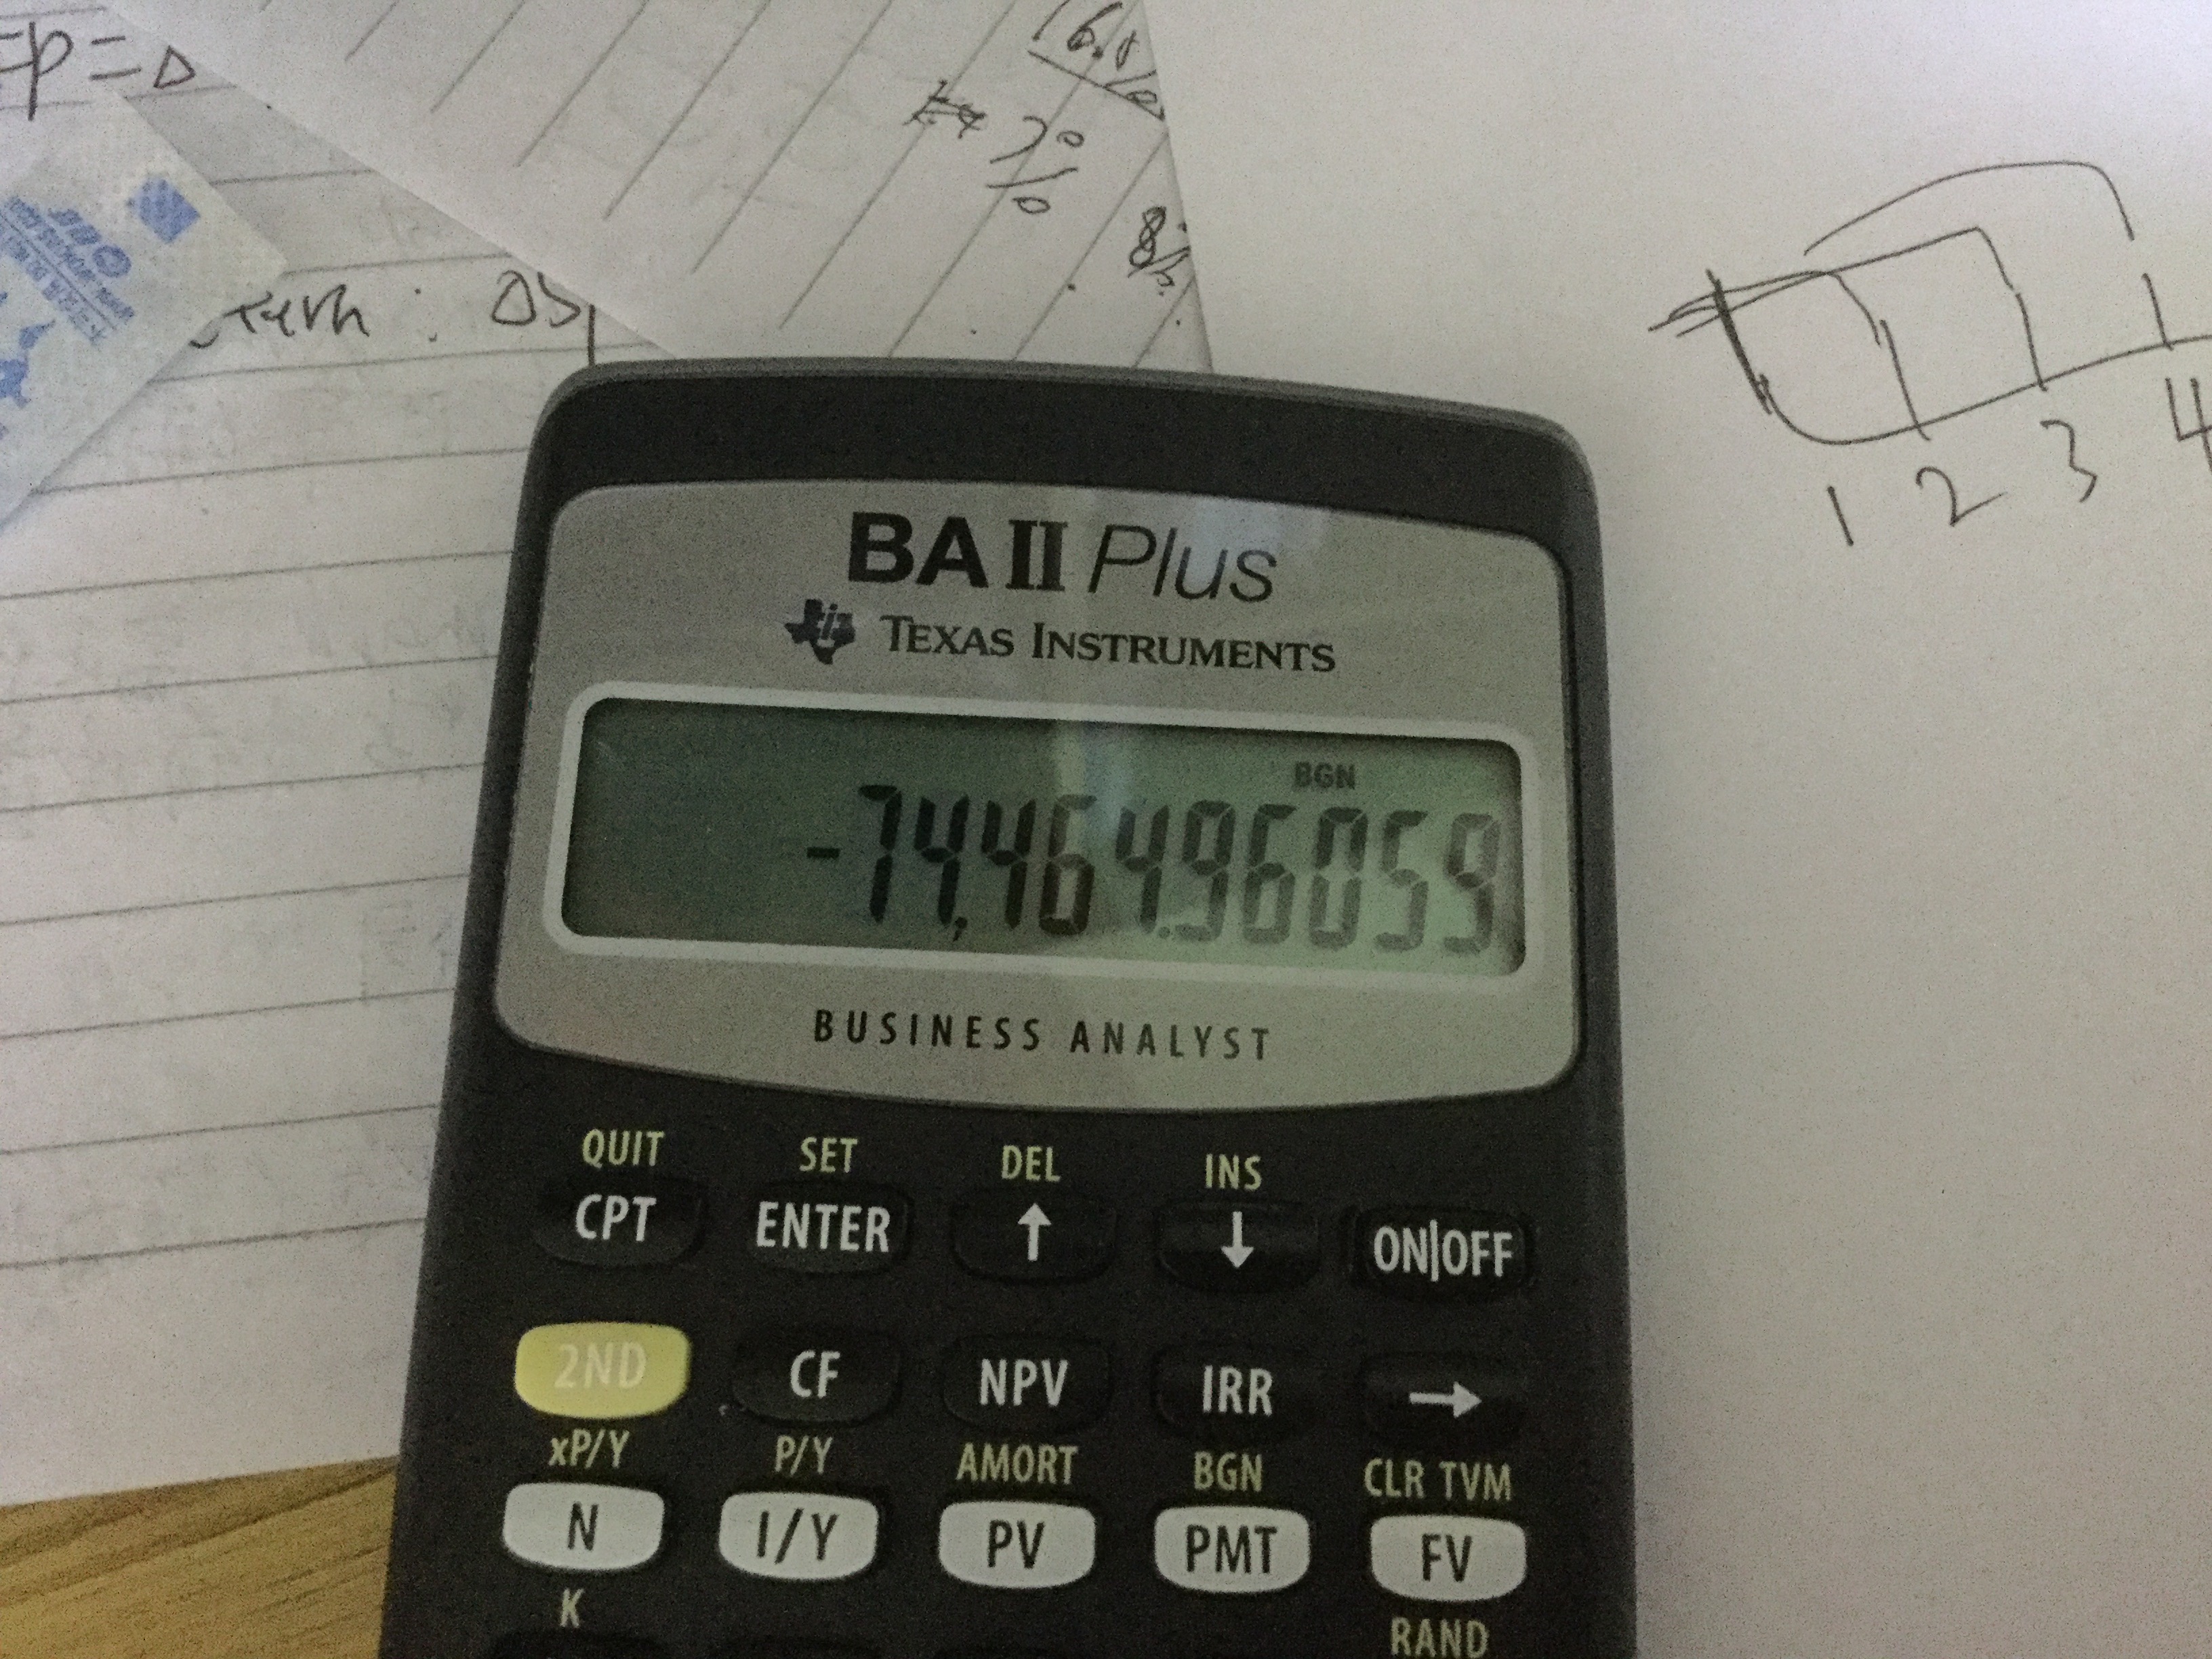 =p=
16.1%
7%
8%
1 2 3 4
BA II Plus
TEXAS INSTRUMENTS
BGN
-74,464.96059
BUSINESS ANALYST
QUIT SET DEL INS
CPT ENTER ↑ ↓ ON|OFF
2ND CF NPV IRR →
xP/Y P/Y AMORT BGN CLR TVM
N I/Y PV PMT FV
K RAND